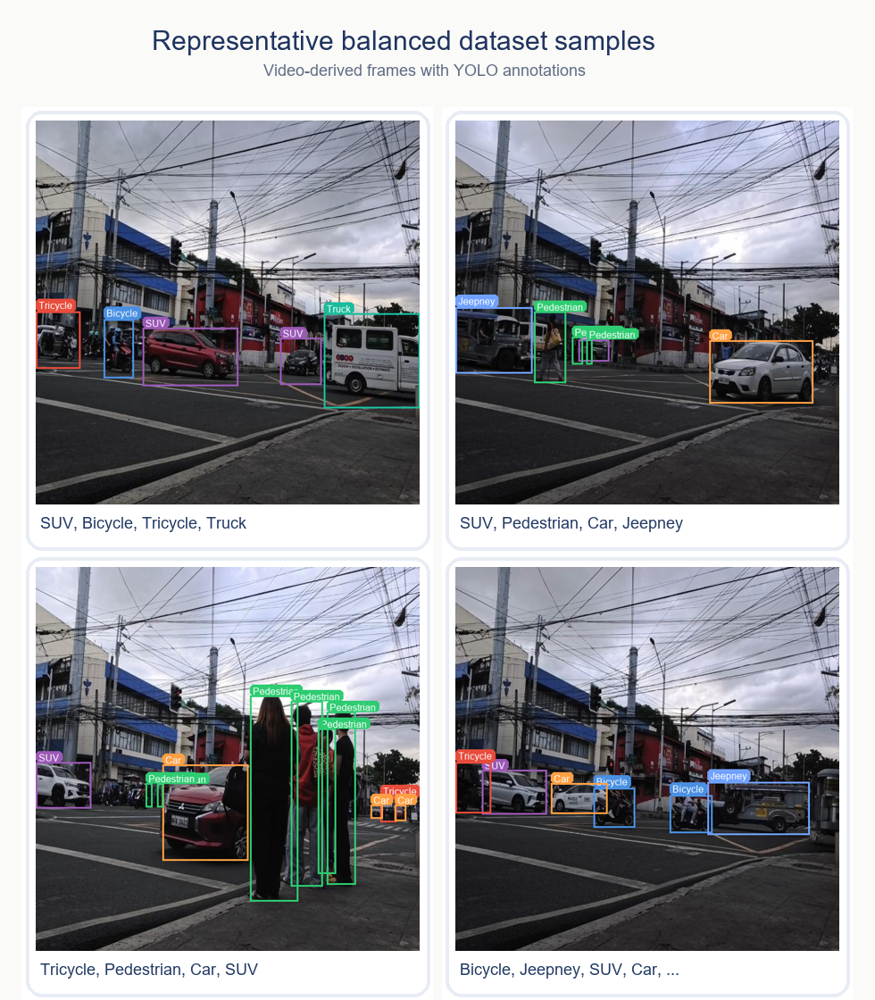 Representative balanced dataset samples
Video-derived frames with YOLO annotations
Tricycle
Bicycle
SUV
SUV
Truck
SUV, Bicycle, Tricycle, Truck
Jeepney
Pedestrian
Pe
Pedestrian
Car
SUV, Pedestrian, Car, Jeepney
SUV
Pedestrian
Car
Pedestrian
Pedestrian
Pedestrian
Pedestrian
Tricycle
Car
Car
Tricycle, Pedestrian, Car, SUV
Tricycle
SUV
Car
Bicycle
Bicycle
Jeepney
Bicycle, Jeepney, SUV, Car, ...